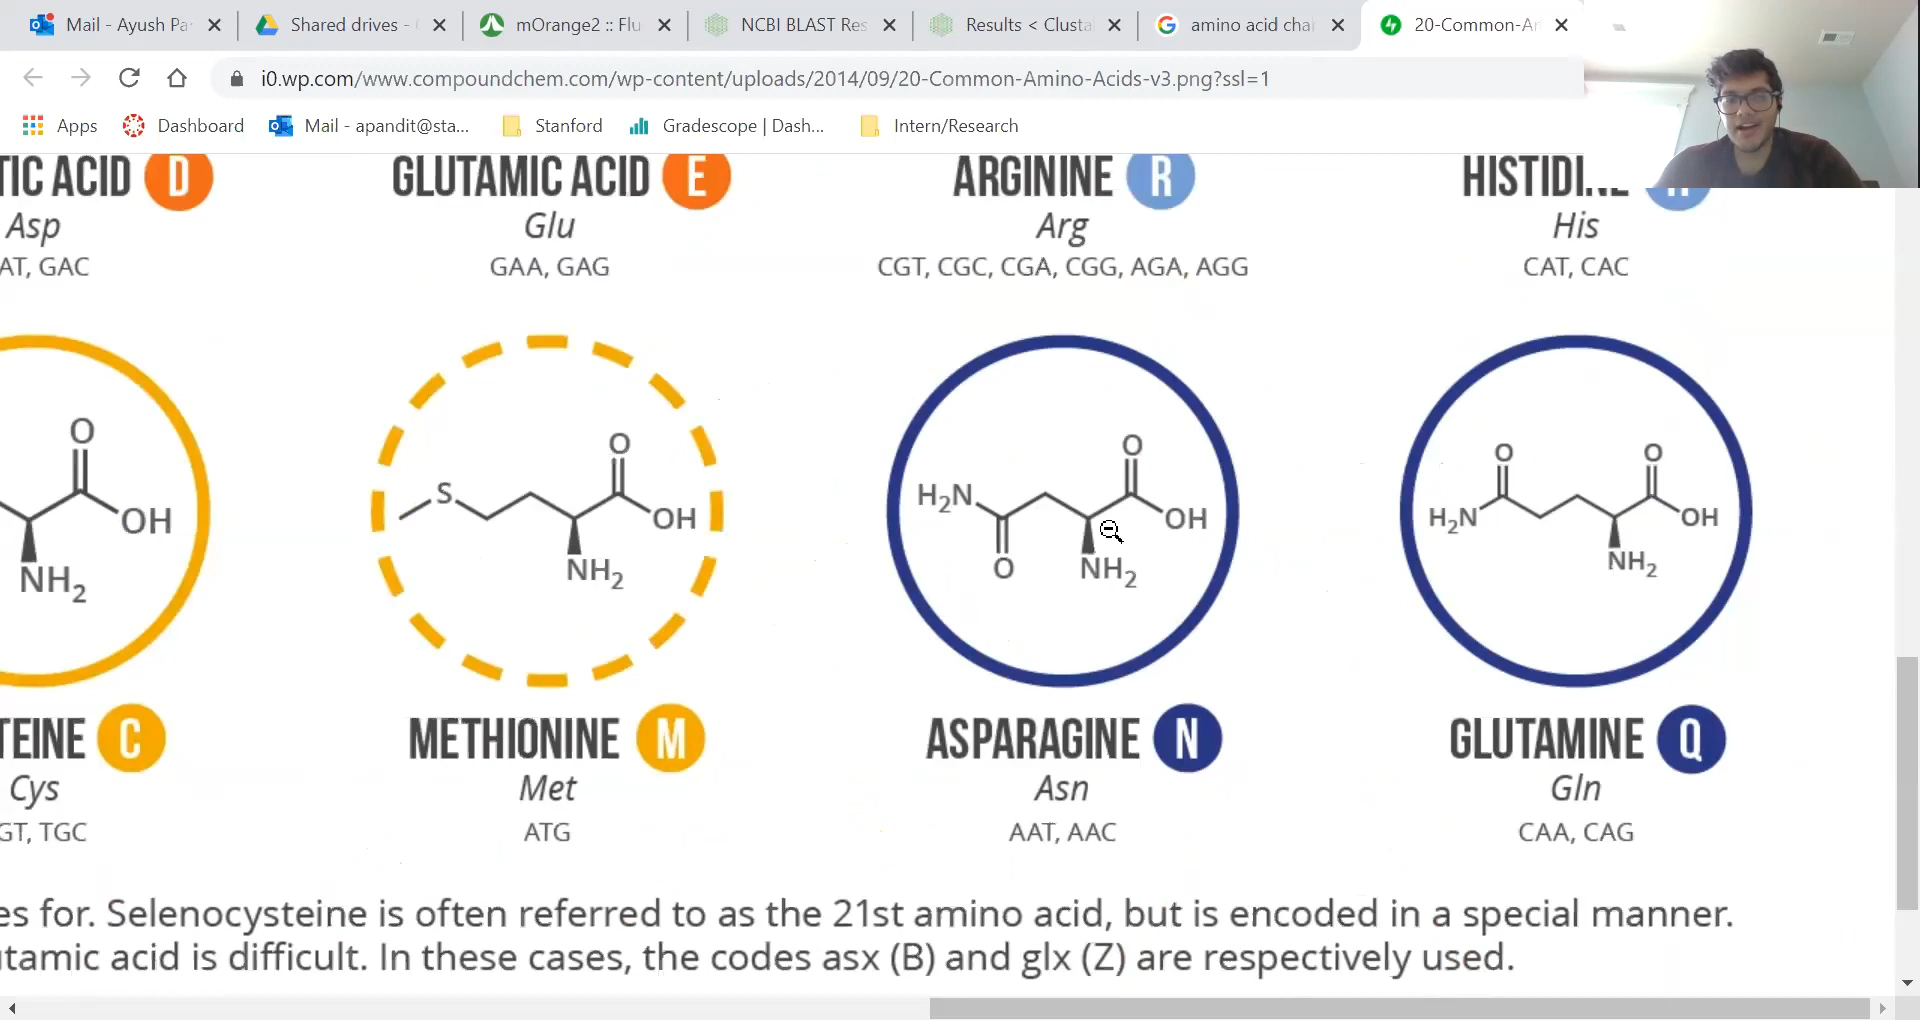 Mail - Ayush Pa
Shared drives -
mOrange2 :: Flu
NCBI BLAST Res
Results < Clusta
amino acid cha
20-Common-A
i0.wp.com/www.compoundchem.com/wp-content/uploads/2014/09/20-Common-Amino-Acids-v3.png?ssl=1
Apps
Dashboard
Mail - apandit@sta...
Stanford
Gradescope | Dash...
Intern/Research
TIC ACID D
GLUTAMIC ACID E
ARGININE R
HISTIDINE H
Asp
Glu
Arg
His
AT, GAC
GAA, GAG
CGT, CGC, CGA, CGG, AGA, AGG
CAT, CAC
O
OH
NH2
S
O
OH
NH2
H2N
O
O
OH
NH2
O
H2N
O
OH
NH2
TEINE C
METHIONINE M
ASPARAGINE N
GLUTAMINE Q
Cys
Met
Asn
Gln
GT, TGC
ATG
AAT, AAC
CAA, CAG
es for. Selenocysteine is often referred to as the 21st amino acid, but is encoded in a special manner.
utamic acid is difficult. In these cases, the codes asx (B) and glx (Z) are respectively used.